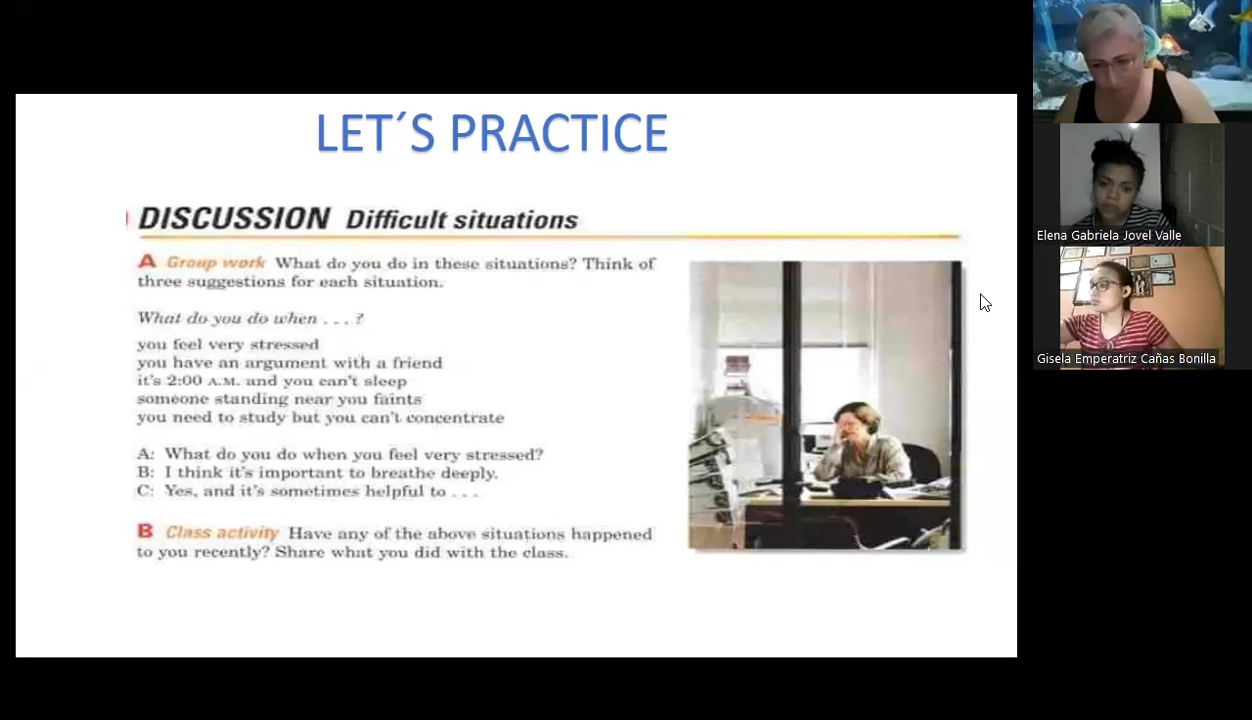 LET´S PRACTICE
DISCUSSION Difficult situations
A Group work What do you do in these situations? Think of
three suggestions for each situation.
What do you do when . . . ?
you feel very stressed
you have an argument with a friend
it's 2:00 A.M. and you can't sleep
someone standing near you faints
you need to study but you can't concentrate
A: What do you do when you feel very stressed?
B: I think it's important to breathe deeply.
C: Yes, and it's sometimes helpful to . . .
B Class activity Have any of the above situations happened
to you recently? Share what you did with the class.
Elena Gabriela Jovel Valle
Gisela Emperatriz Cañas Bonilla